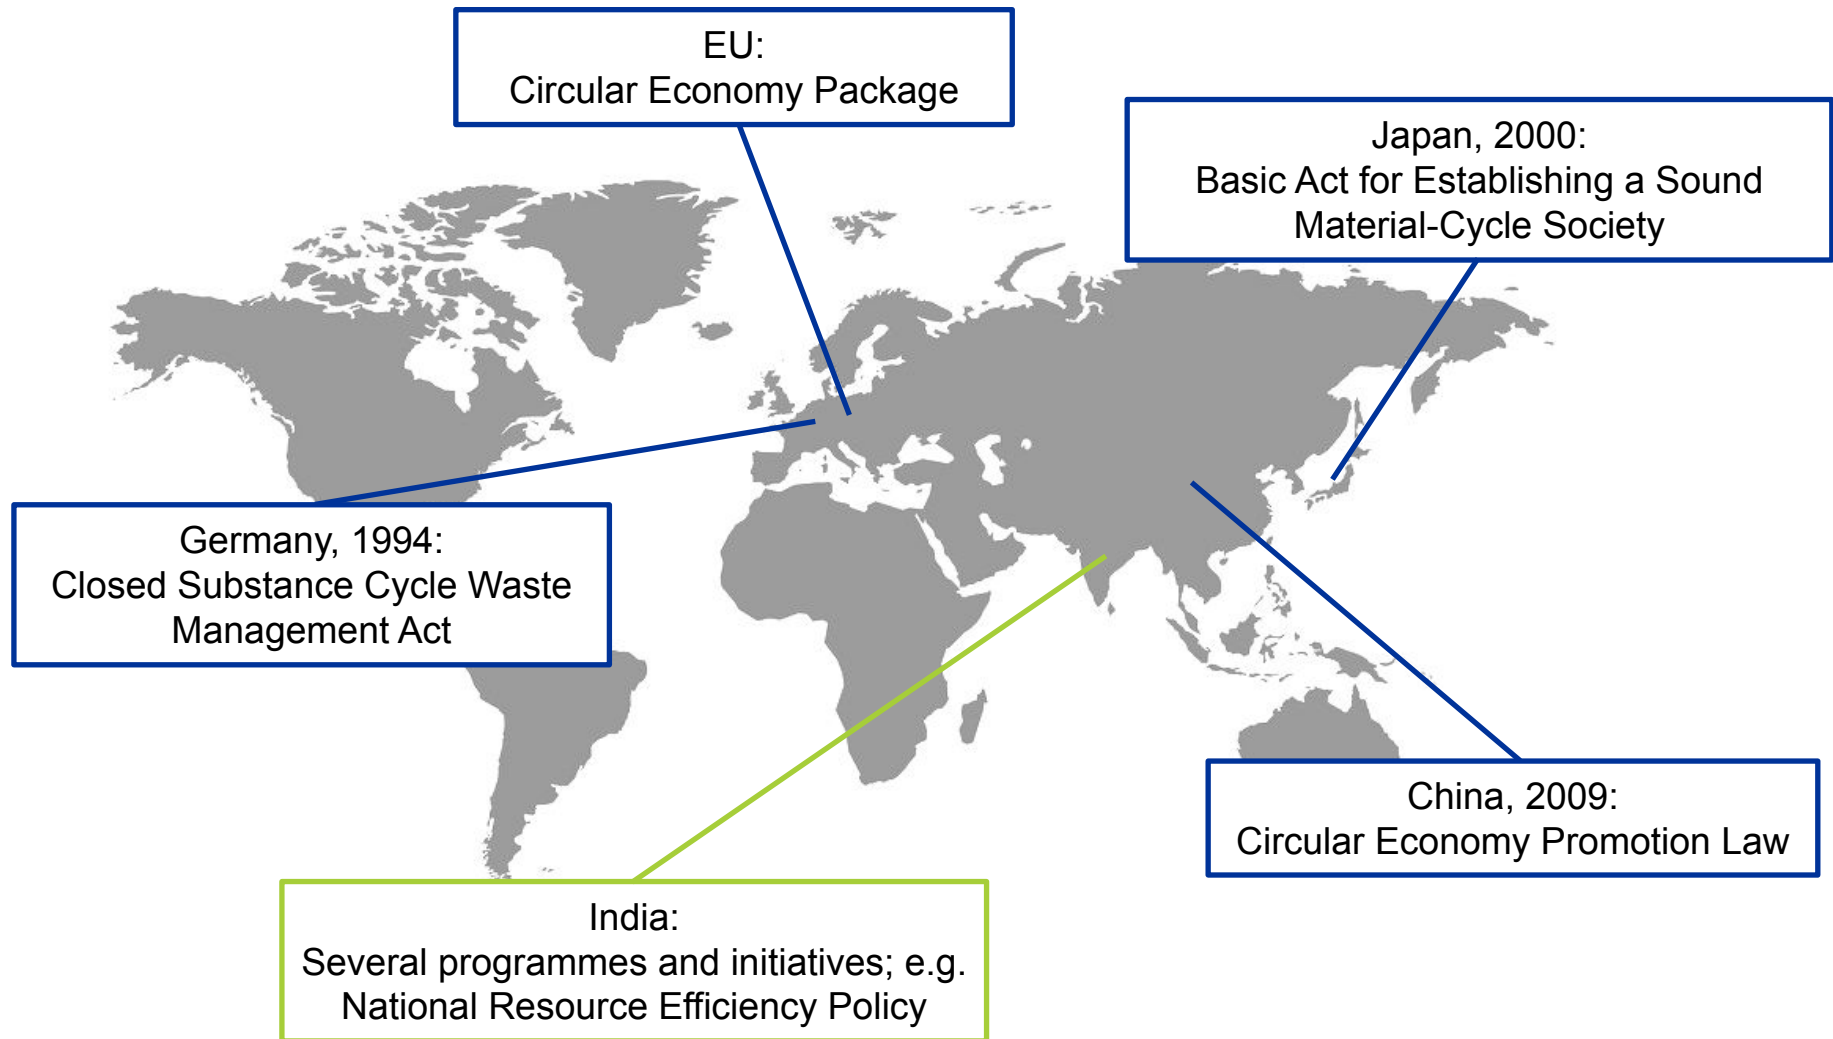 EU:
Circular Economy Package
Japan, 2000:
Basic Act for Establishing a Sound
Material-Cycle Society
Germany, 1994:
Closed Substance Cycle Waste
Management Act
China, 2009:
Circular Economy Promotion Law
India:
Several programmes and initiatives; e.g.
National Resource Efficiency Policy